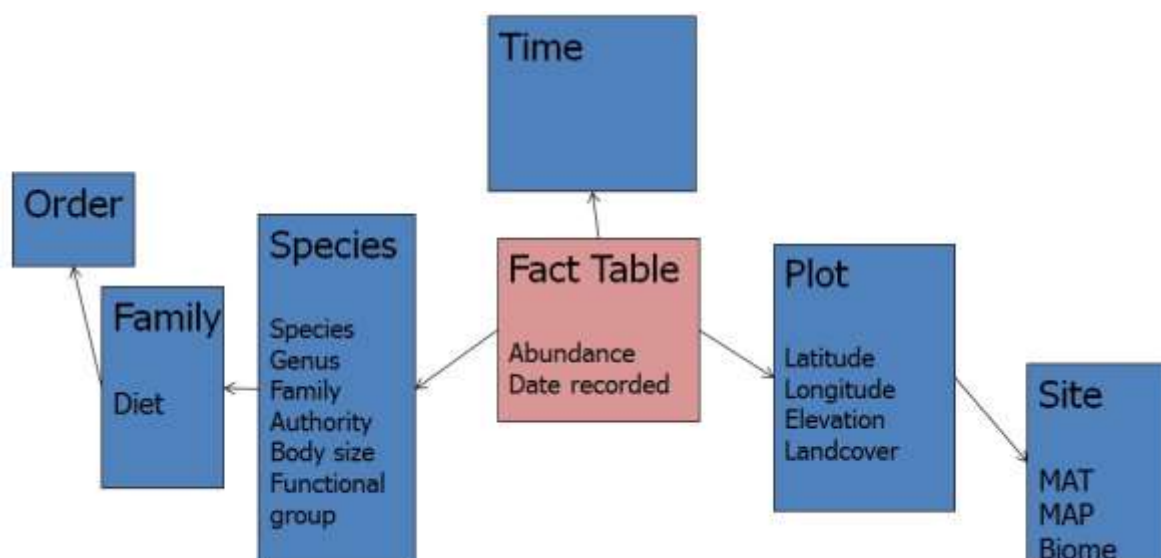 Time
Order
Family
Diet
Species
Species
Genus
Family
Authority
Body size
Functional
group
Fact Table
Abundance
Date recorded
Plot
Latitude
Longitude
Elevation
Landcover
Site
MAT
MAP
Biome